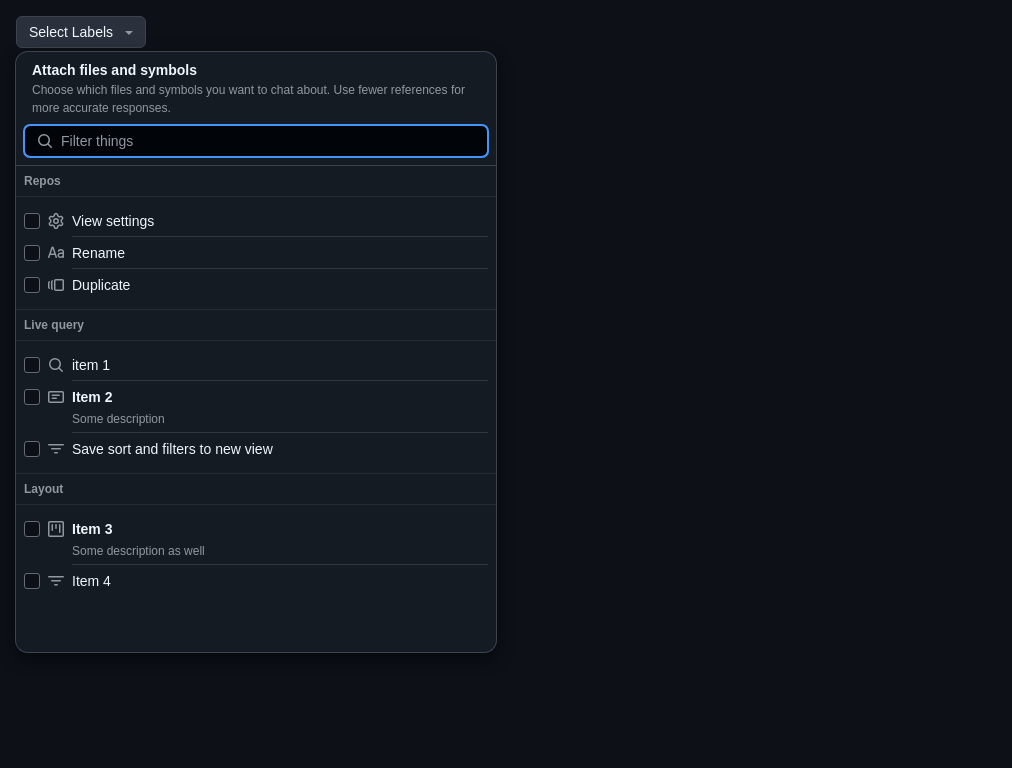 Select Labels
Attach files and symbols
Choose which files and symbols you want to chat about. Use fewer references for
more accurate responses.
Filter things
Repos
View settings
Rename
Duplicate
Live query
item 1
Item 2
Some description
Save sort and filters to new view
Layout
Item 3
Some description as well
Item 4